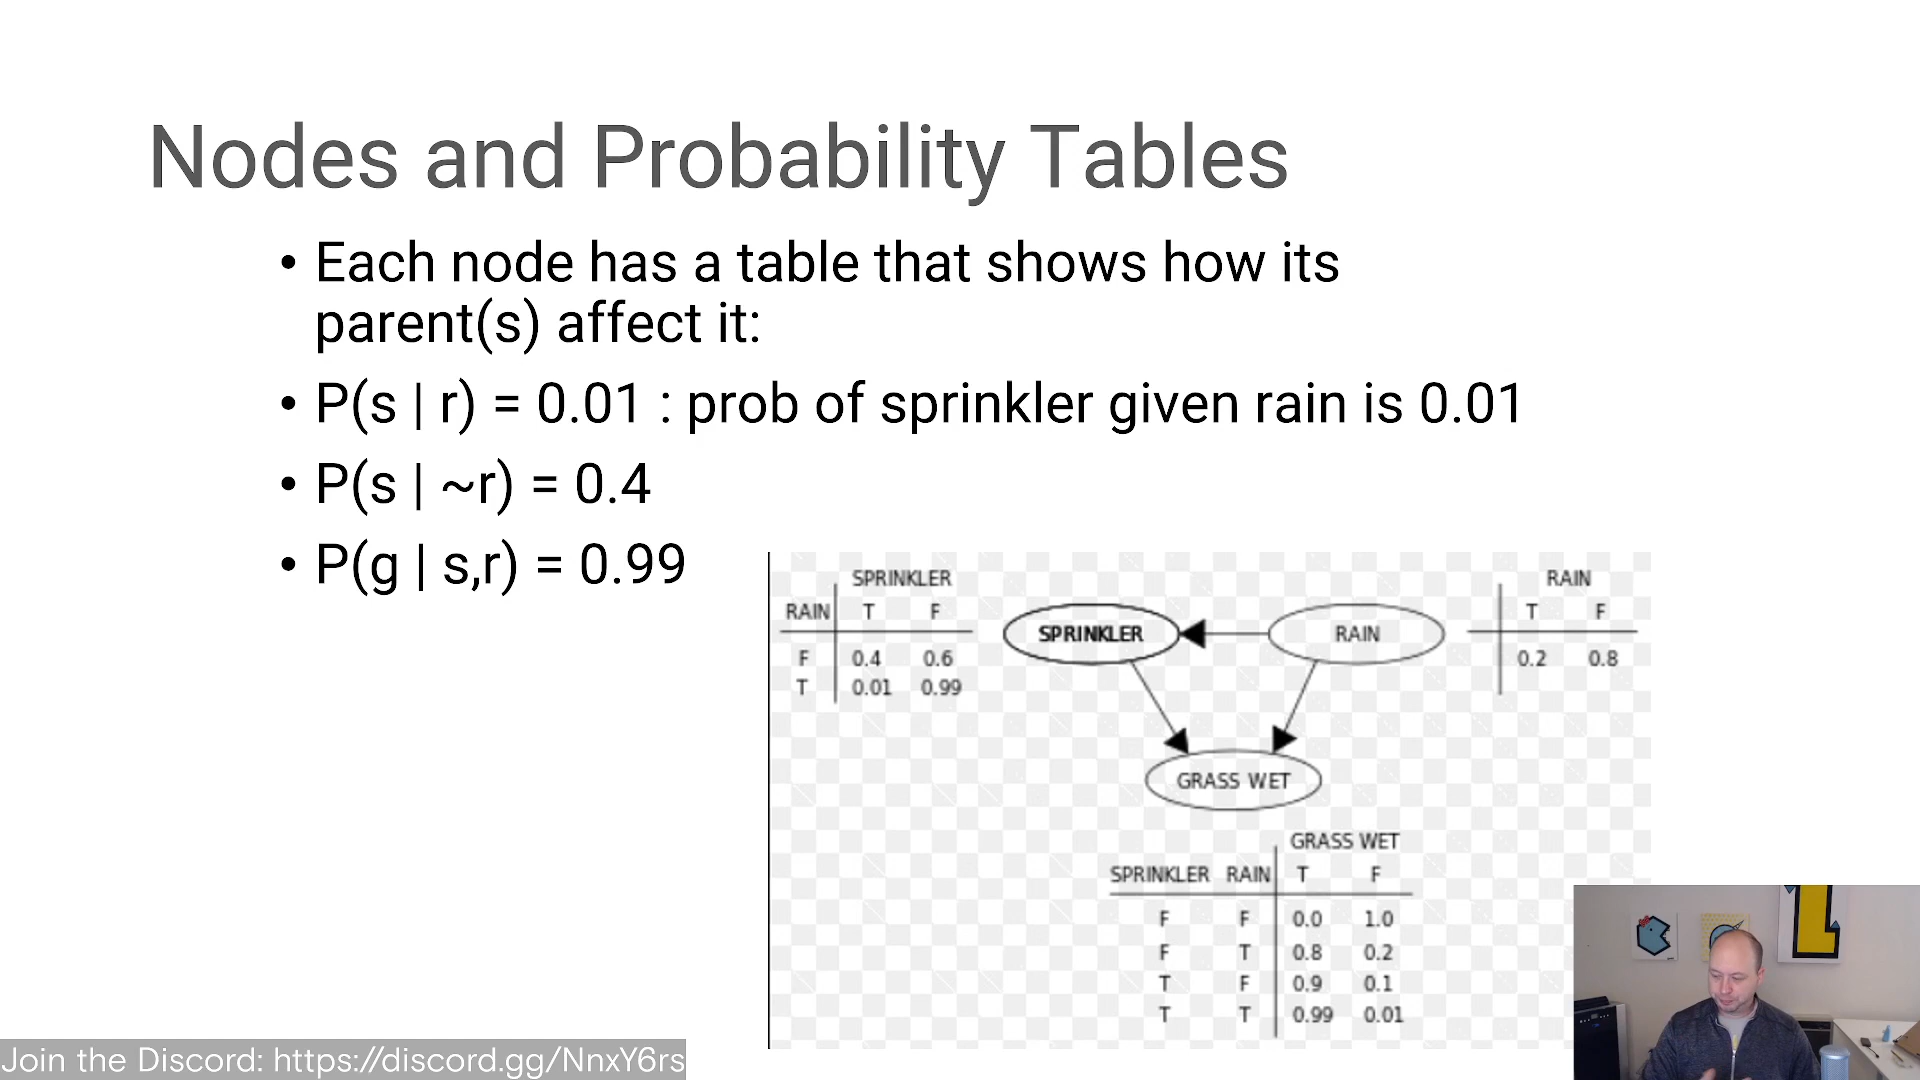 Nodes and Probability Tables
• Each node has a table that shows how its
parent(s) affect it:
• P(s | r) = 0.01 : prob of sprinkler given rain is 0.01
• P(s | ~r) = 0.4
• P(g | s,r) = 0.99
SPRINKLER
RAIN T F
F 0.4 0.6
T 0.01 0.99
SPRINKLER
RAIN
RAIN
T F
0.2 0.8
GRASS WET
GRASS WET
SPRINKLER RAIN T F
F F 0.0 1.0
F T 0.8 0.2
T F 0.9 0.1
T T 0.99 0.01
Join the Discord: https://discord.gg/NnxY6rs